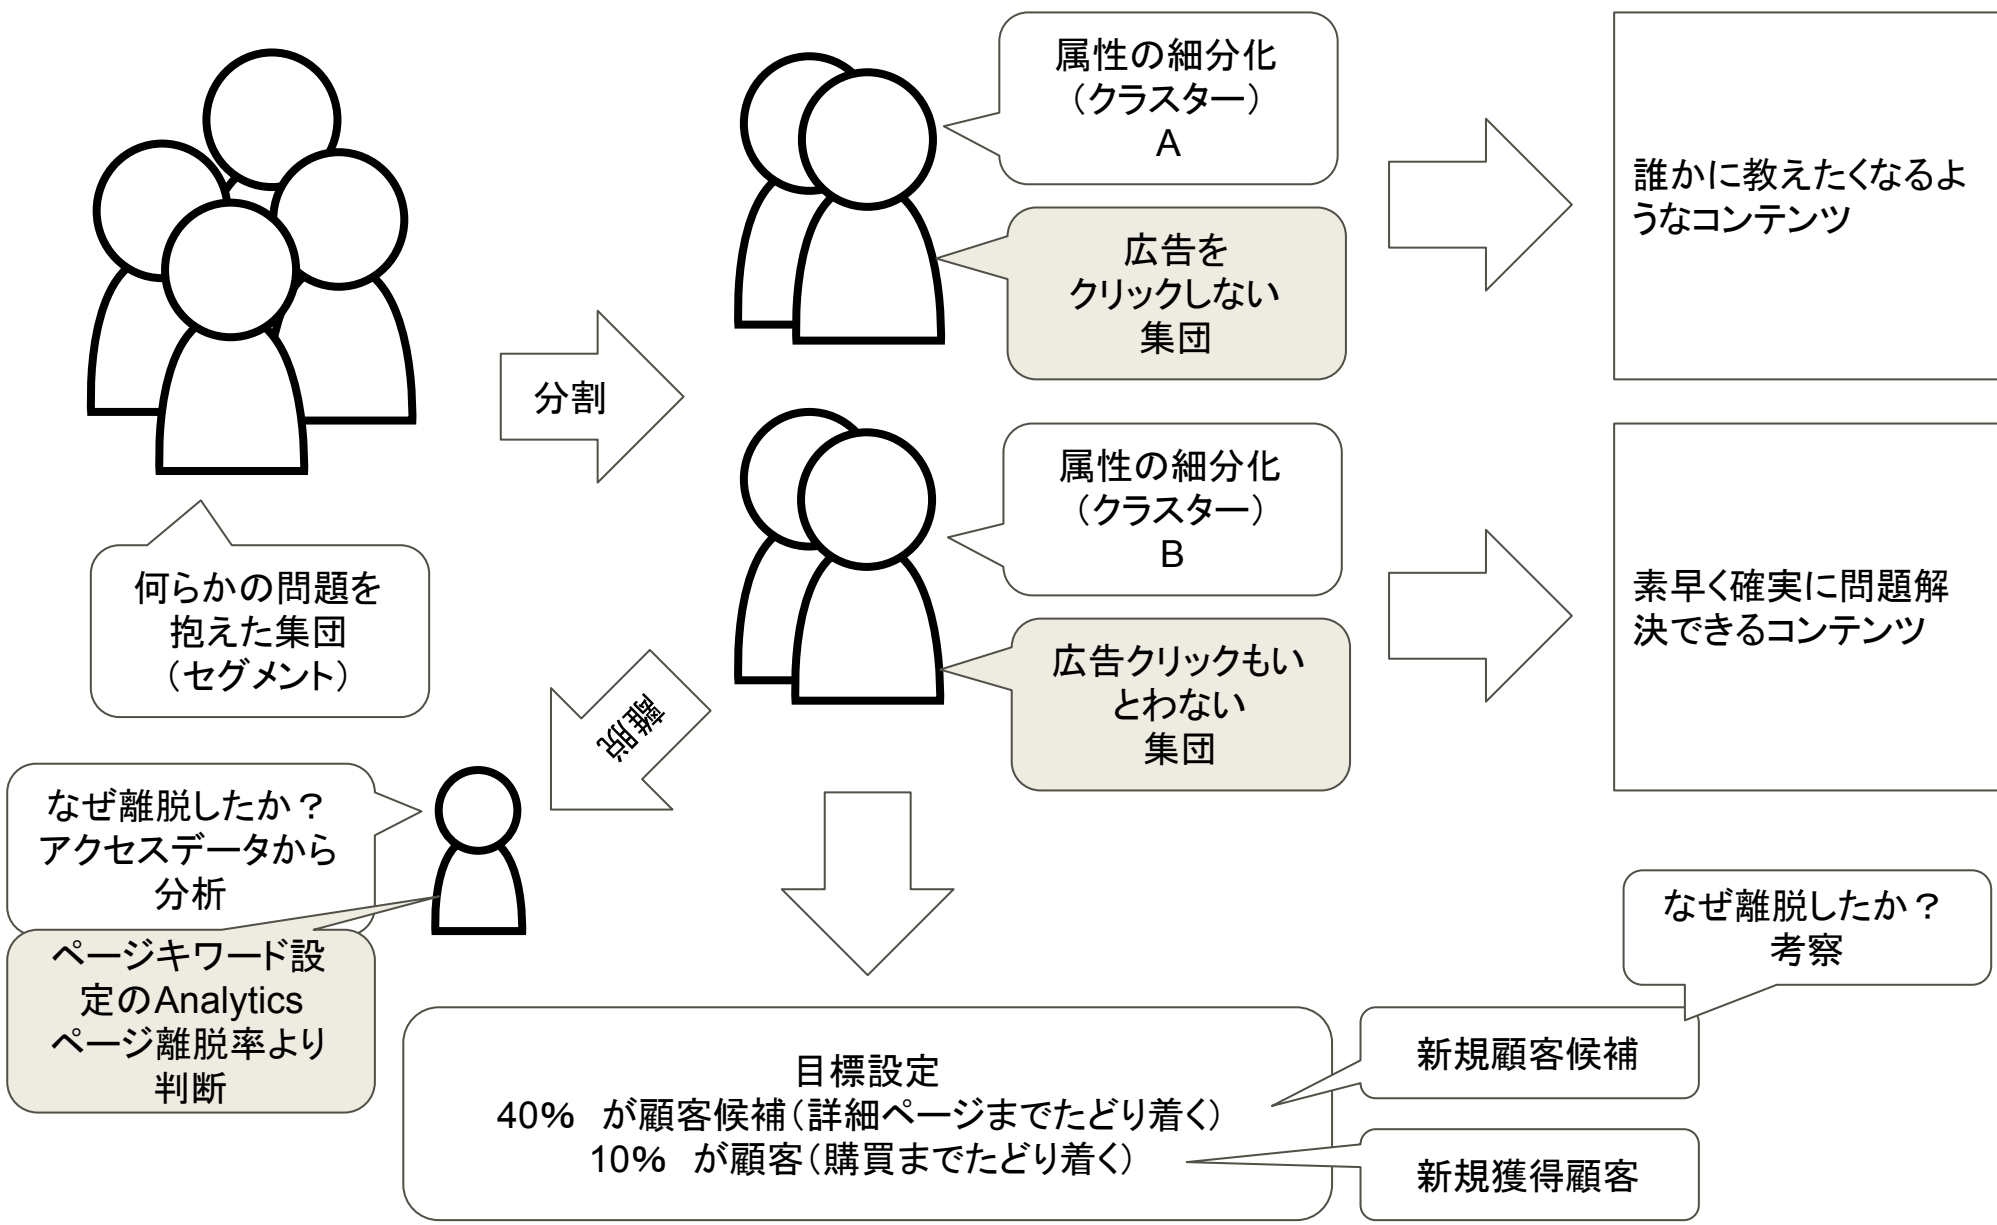 属性の細分化
（クラスター）
A
広告を
クリックしない
集団
誰かに教えたくなるよ
うなコンテンツ
分割
何らかの問題を
抱えた集団
（セグメント）
属性の細分化
（クラスター）
B
広告クリックもい
とわない
集団
素早く確実に問題解
決できるコンテンツ
離脱
なぜ離脱したか？
アクセスデータから
分析
ページキワード設
定のAnalytics
ページ離脱率より
判断
目標設定
40%　が顧客候補（詳細ページまでたどり着く）
10%　が顧客（購買までたどり着く）
なぜ離脱したか？
考察
新規顧客候補
新規獲得顧客